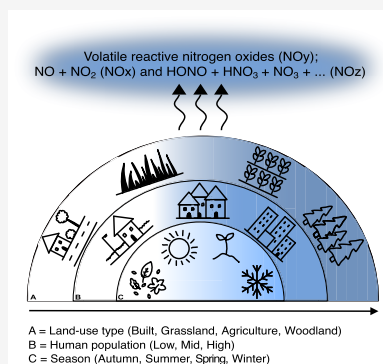 Volatile reactive nitrogen oxides (NOy);
NO + NO₂ (NOx) and HONO + HNO₃ + NO₃ + ... (NOz)
A B C
A = Land-use type (Built, Grassland, Agriculture, Woodland)
B = Human population (Low, Mid, High)
C = Season (Autumn, Summer, Spring, Winter)